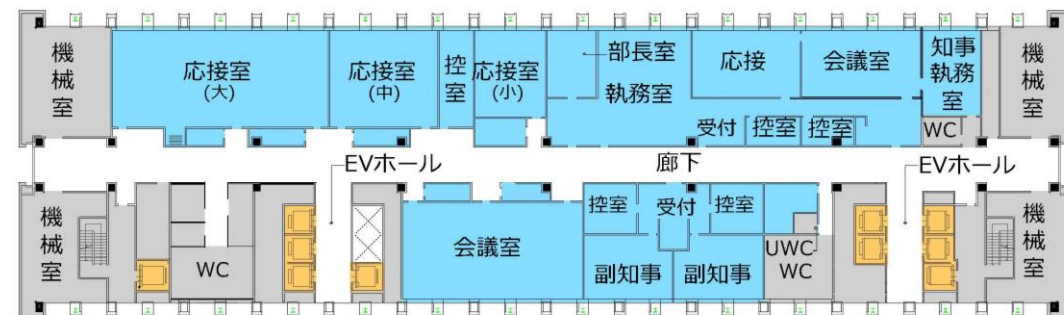 機械室
応接室
(大)
応接室
(中)
控室
応接室
(小)
部長室
執務室
応接
会議室
知事
執務室
機械室
受付
控室
控室
WC
EVホール
廊下
EVホール
機械室
WC
会議室
控室
受付
控室
副知事
副知事
UWC
WC
機械室